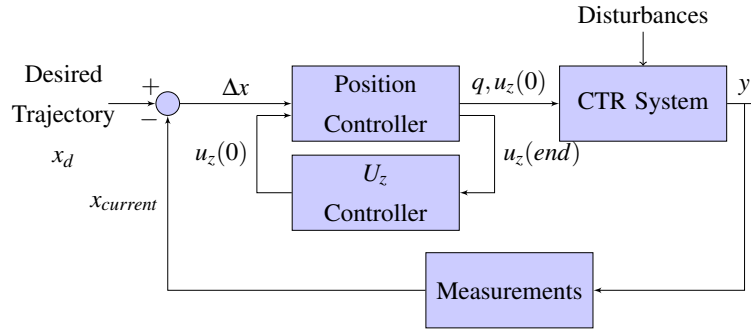 Disturbances
Desired
Trajectory
x_d
+
−
Δx
Position
Controller
q, u_z(0)
CTR System
y
u_z(0)
u_z(end)
U_z
Controller
x_current
Measurements